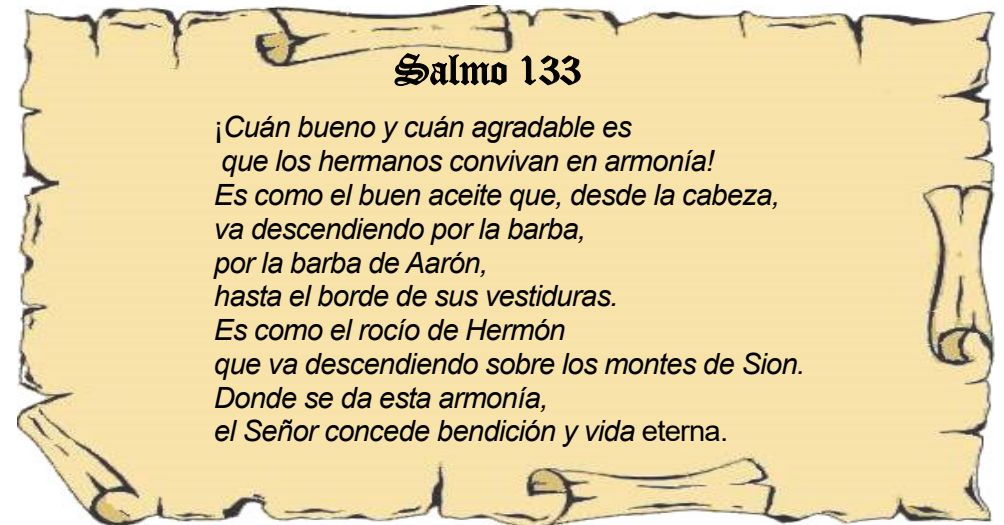 Salmo 133
¡Cuán bueno y cuán agradable es
que los hermanos convivan en armonía!
Es como el buen aceite que, desde la cabeza,
va descendiendo por la barba,
por la barba de Aarón,
hasta el borde de sus vestiduras.
Es como el rocío de Hermón
que va descendiendo sobre los montes de Sion.
Donde se da esta armonía,
el Señor concede bendición y vida eterna.